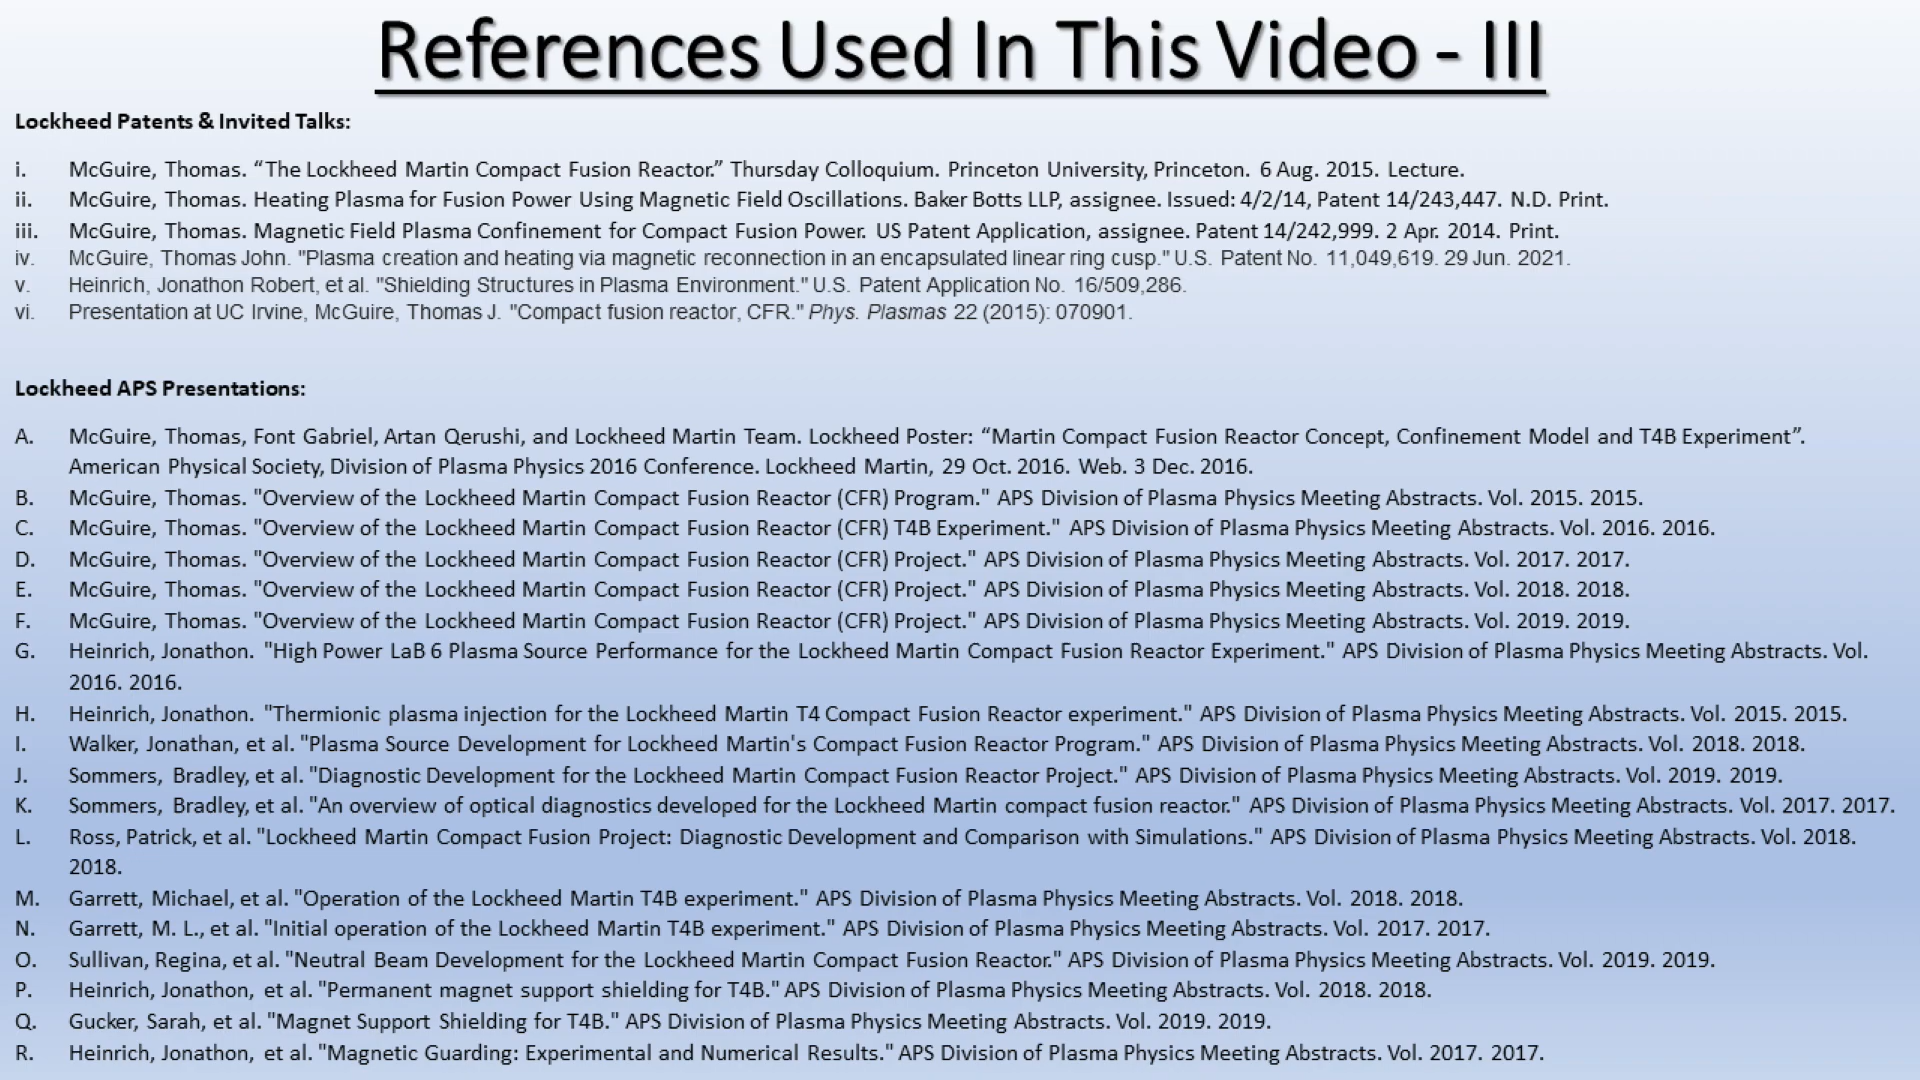 References Used In This Video - III
Lockheed Patents & Invited Talks:
i. McGuire, Thomas. “The Lockheed Martin Compact Fusion Reactor.” Thursday Colloquium. Princeton University, Princeton. 6 Aug. 2015. Lecture.
ii. McGuire, Thomas. Heating Plasma for Fusion Power Using Magnetic Field Oscillations. Baker Botts LLP, assignee. Issued: 4/2/14, Patent 14/243,447. N.D. Print.
iii. McGuire, Thomas. Magnetic Field Plasma Confinement for Compact Fusion Power. US Patent Application, assignee. Patent 14/242,999. 2 Apr. 2014. Print.
iv. McGuire, Thomas John. "Plasma creation and heating via magnetic reconnection in an encapsulated linear ring cusp." U.S. Patent No. 11,049,619. 29 Jun. 2021.
v. Heinrich, Jonathon Robert, et al. "Shielding Structures in Plasma Environment." U.S. Patent Application No. 16/509,286.
vi. Presentation at UC Irvine, McGuire, Thomas J. "Compact fusion reactor, CFR." Phys. Plasmas 22 (2015): 070901.
Lockheed APS Presentations:
A. McGuire, Thomas, Font Gabriel, Artan Qerushi, and Lockheed Martin Team. Lockheed Poster: “Martin Compact Fusion Reactor Concept, Confinement Model and T4B Experiment”.
American Physical Society, Division of Plasma Physics 2016 Conference. Lockheed Martin, 29 Oct. 2016. Web. 3 Dec. 2016.
B. McGuire, Thomas. "Overview of the Lockheed Martin Compact Fusion Reactor (CFR) Program." APS Division of Plasma Physics Meeting Abstracts. Vol. 2015. 2015.
C. McGuire, Thomas. "Overview of the Lockheed Martin Compact Fusion Reactor (CFR) T4B Experiment." APS Division of Plasma Physics Meeting Abstracts. Vol. 2016. 2016.
D. McGuire, Thomas. "Overview of the Lockheed Martin Compact Fusion Reactor (CFR) Project." APS Division of Plasma Physics Meeting Abstracts. Vol. 2017. 2017.
E. McGuire, Thomas. "Overview of the Lockheed Martin Compact Fusion Reactor (CFR) Project." APS Division of Plasma Physics Meeting Abstracts. Vol. 2018. 2018.
F. McGuire, Thomas. "Overview of the Lockheed Martin Compact Fusion Reactor (CFR) Project." APS Division of Plasma Physics Meeting Abstracts. Vol. 2019. 2019.
G. Heinrich, Jonathon. "High Power LaB 6 Plasma Source Performance for the Lockheed Martin Compact Fusion Reactor Experiment." APS Division of Plasma Physics Meeting Abstracts. Vol.
2016. 2016.
H. Heinrich, Jonathon. "Thermionic plasma injection for the Lockheed Martin T4 Compact Fusion Reactor experiment." APS Division of Plasma Physics Meeting Abstracts. Vol. 2015. 2015.
I. Walker, Jonathan, et al. "Plasma Source Development for Lockheed Martin's Compact Fusion Reactor Program." APS Division of Plasma Physics Meeting Abstracts. Vol. 2018. 2018.
J. Sommers, Bradley, et al. "Diagnostic Development for the Lockheed Martin Compact Fusion Reactor Project." APS Division of Plasma Physics Meeting Abstracts. Vol. 2019. 2019.
K. Sommers, Bradley, et al. "An overview of optical diagnostics developed for the Lockheed Martin compact fusion reactor." APS Division of Plasma Physics Meeting Abstracts. Vol. 2017. 2017.
L. Ross, Patrick, et al. "Lockheed Martin Compact Fusion Project: Diagnostic Development and Comparison with Simulations." APS Division of Plasma Physics Meeting Abstracts. Vol. 2018.
2018.
M. Garrett, Michael, et al. "Operation of the Lockheed Martin T4B experiment." APS Division of Plasma Physics Meeting Abstracts. Vol. 2018. 2018.
N. Garrett, M. L., et al. "Initial operation of the Lockheed Martin T4B experiment." APS Division of Plasma Physics Meeting Abstracts. Vol. 2017. 2017.
O. Sullivan, Regina, et al. "Neutral Beam Development for the Lockheed Martin Compact Fusion Reactor." APS Division of Plasma Physics Meeting Abstracts. Vol. 2019. 2019.
P. Heinrich, Jonathon, et al. "Permanent magnet support shielding for T4B." APS Division of Plasma Physics Meeting Abstracts. Vol. 2018. 2018.
Q. Gucker, Sarah, et al. "Magnet Support Shielding for T4B." APS Division of Plasma Physics Meeting Abstracts. Vol. 2019. 2019.
R. Heinrich, Jonathon, et al. "Magnetic Guarding: Experimental and Numerical Results." APS Division of Plasma Physics Meeting Abstracts. Vol. 2017. 2017.